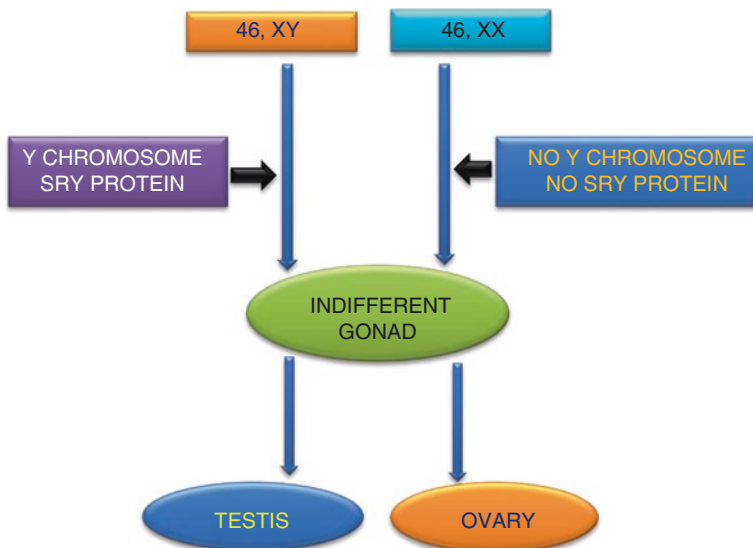 46, XY
46, XX
Y CHROMOSOME
SRY PROTEIN
NO Y CHROMOSOME
NO SRY PROTEIN
INDIFFERENT
GONAD
TESTIS
OVARY